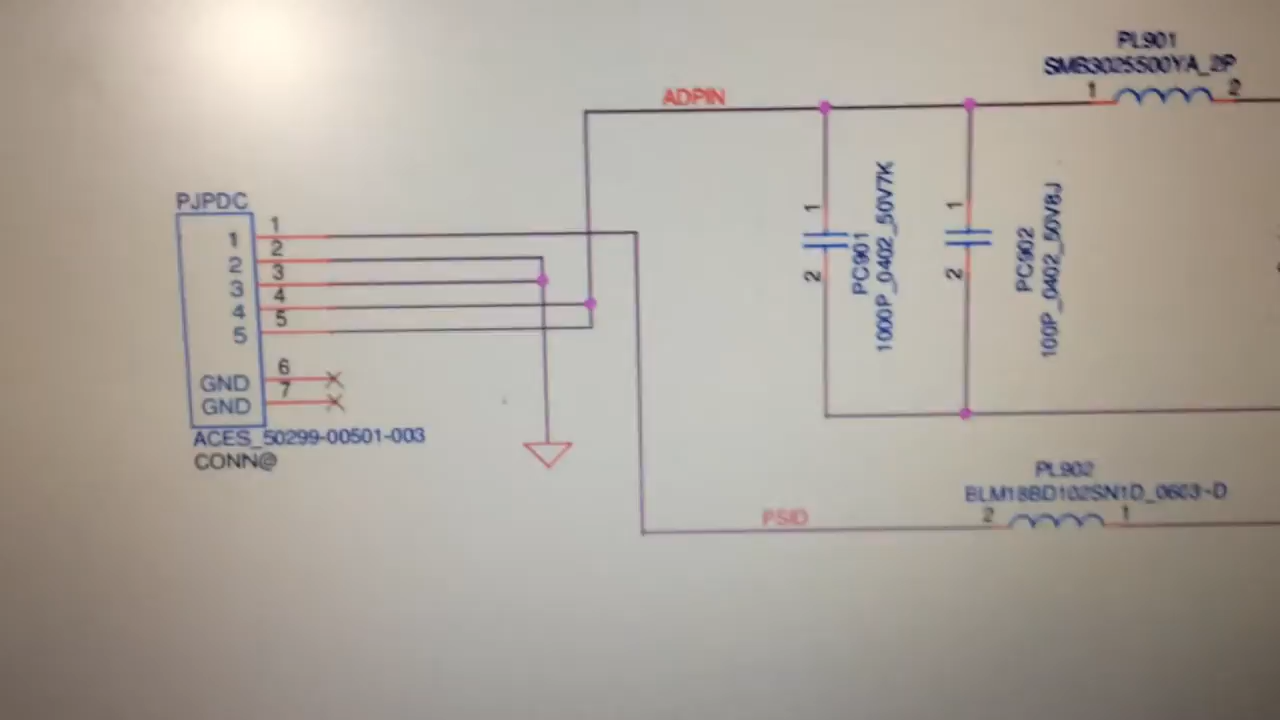 PL901
SMB3025500YA_2P
1
2
ADPIN
PJPDC
1
1
2
2
3
3
4
4
5
5
6
GND
7
GND
ACES_50299-00501-003
CONN@
1
2
PC901
1000P_0402_50V7K
1
2
PC902
100P_0402_50V8J
PL902
BLM18BD102SN1D_0603~D
2
1
PSID